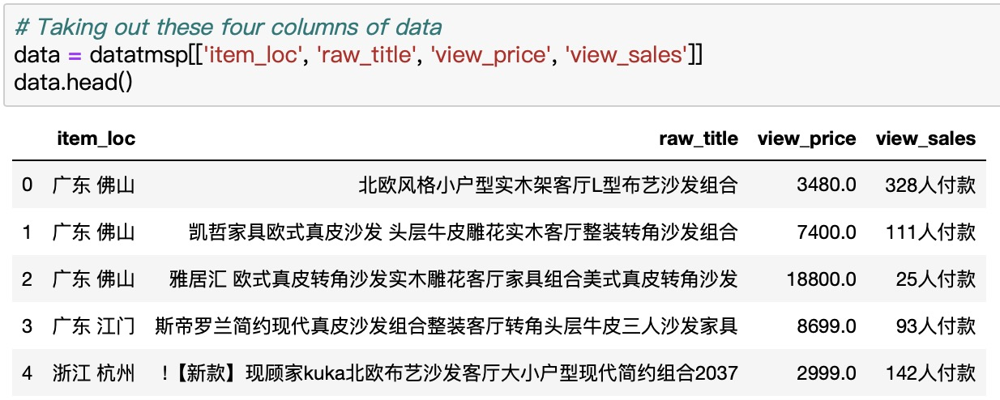 # Taking out these four columns of data
data = datatmsp[['item_loc', 'raw_title', 'view_price', 'view_sales']]
data.head()
item_loc raw_title view_price view_sales
0 广东 佛山 北欧风格小户型实木架客厅L型布艺沙发组合 3480.0 328人付款
1 广东 佛山 凯哲家具欧式真皮沙发 头层牛皮雕花实木客厅整装转角沙发组合 7400.0 111人付款
2 广东 佛山 雅居汇 欧式真皮转角沙发实木雕花客厅家具组合美式真皮转角沙发 18800.0 25人付款
3 广东 江门 斯帝罗兰简约现代真皮沙发组合整装客厅转角头层牛皮三人沙发家具 8699.0 93人付款
4 浙江 杭州 !【新款】现顾家kuka北欧布艺沙发客厅大小户型现代简约组合2037 2999.0 142人付款